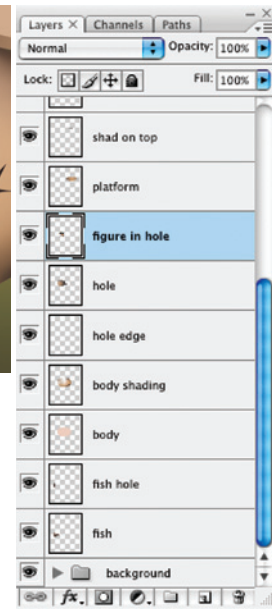 Layers × Channels Paths
Normal Opacity: 100%
Lock: Fill: 100%
shad on top
platform
figure in hole
hole
hole edge
body shading
body
fish hole
fish
background
fx.